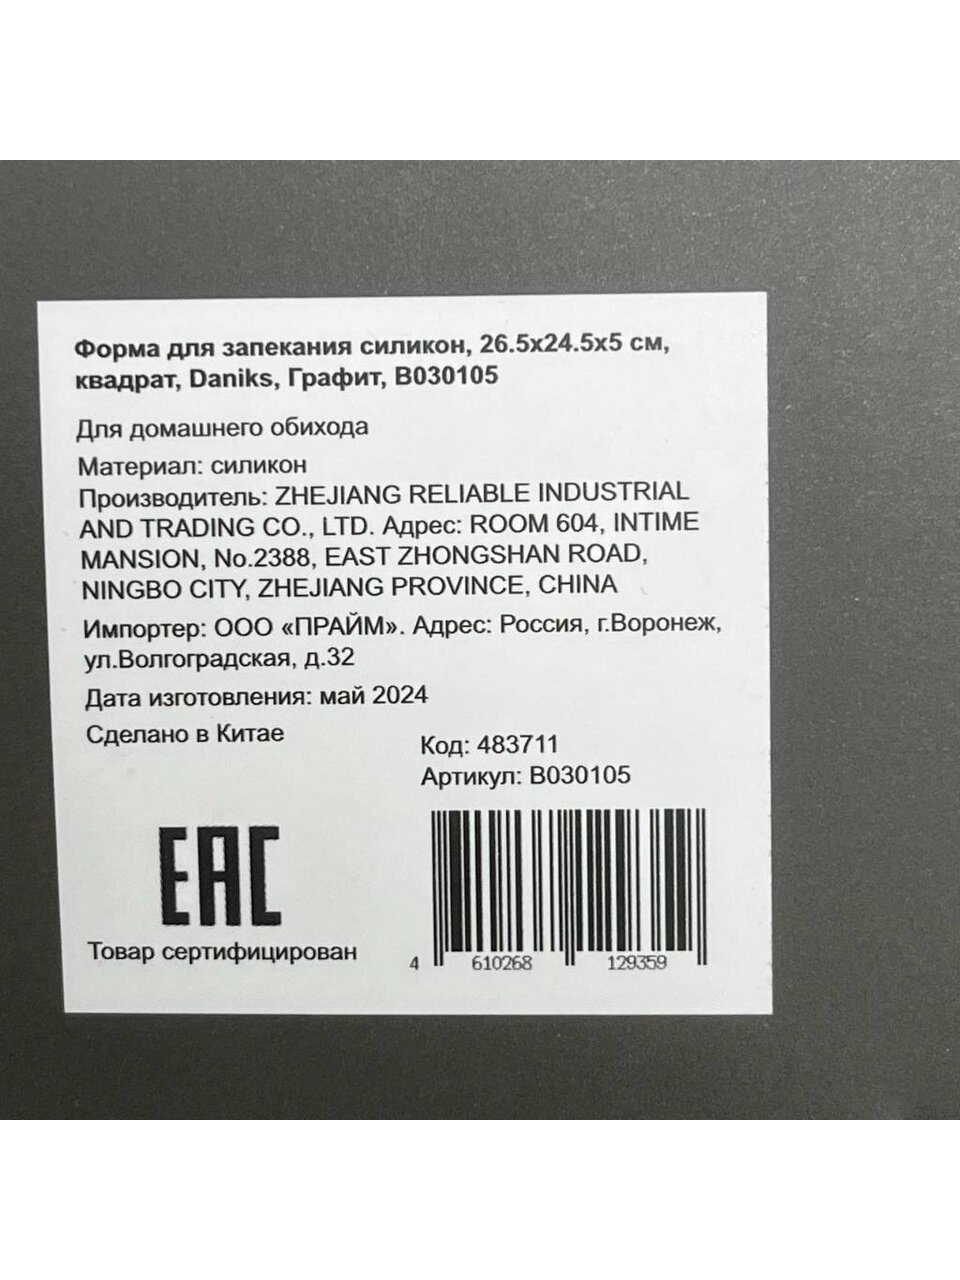 Форма для запекания силикон, 26.5х24.5х5 см,
квадрат, Daniks, Графит, B030105
Для домашнего обихода
Материал: силикон
Производитель: ZHEJIANG RELIABLE INDUSTRIAL
AND TRADING CO., LTD. Адрес: ROOM 604, INTIME
MANSION, No.2388, EAST ZHONGSHAN ROAD,
NINGBO CITY, ZHEJIANG PROVINCE, CHINA
Импортер: ООО «ПРАЙМ». Адрес: Россия, г.Воронеж,
ул.Волгоградская, д.32
Дата изготовления: май 2024
Сделано в Китае
Код: 483711
Артикул: B030105
EAC
Товар сертифицирован
4 610268 129359